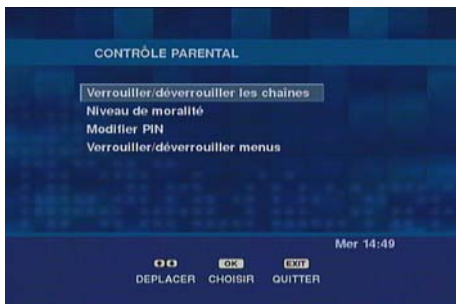 CONTRÔLE PARENTAL
Verrouiller/déverrouiller les chaînes
Niveau de moralité
Modifier PIN
Verrouiller/déverrouiller menus
Mer 14:49
OK EXIT
DEPLACER CHOISIR QUITTER